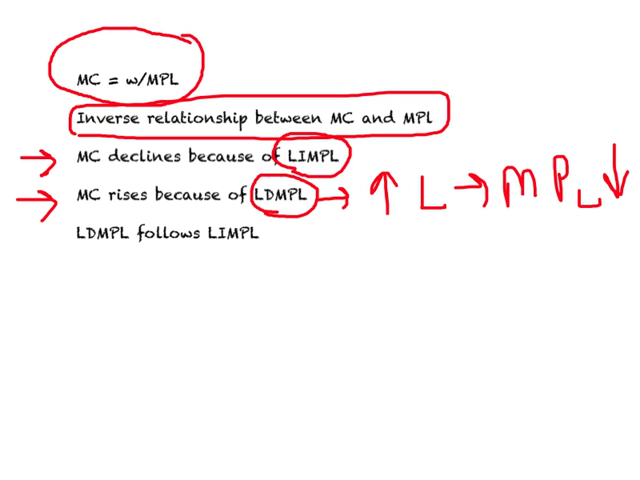 MC = w/MPL
Inverse relationship between MC and MPl
→ MC declines because of LIMPL
→ MC rises because of LDMPL → ↑ L → MPL ↓
LDMPL follows LIMPL